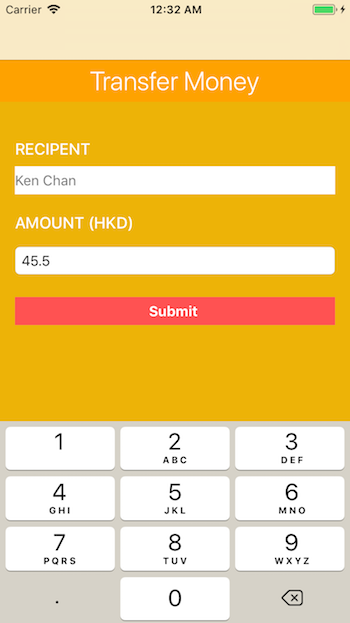 Carrier 12:32 AM
Transfer Money
RECIPENT
Ken Chan
AMOUNT (HKD)
45.5
Submit
1 2 3
ABC DEF
4 5 6
GHI JKL MNO
7 8 9
PQRS TUV WXYZ
. 0